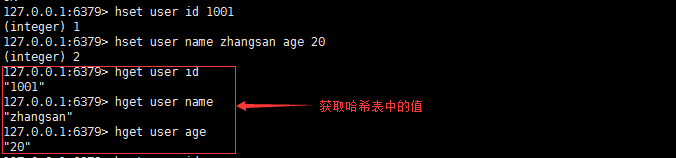 127.0.0.1:6379> hset user id 1001
(integer) 1
127.0.0.1:6379> hset user name zhangsan age 20
(integer) 2
127.0.0.1:6379> hget user id
"1001"
127.0.0.1:6379> hget user name
"zhangsan"
127.0.0.1:6379> hget user age
"20"
获取哈希表中的值